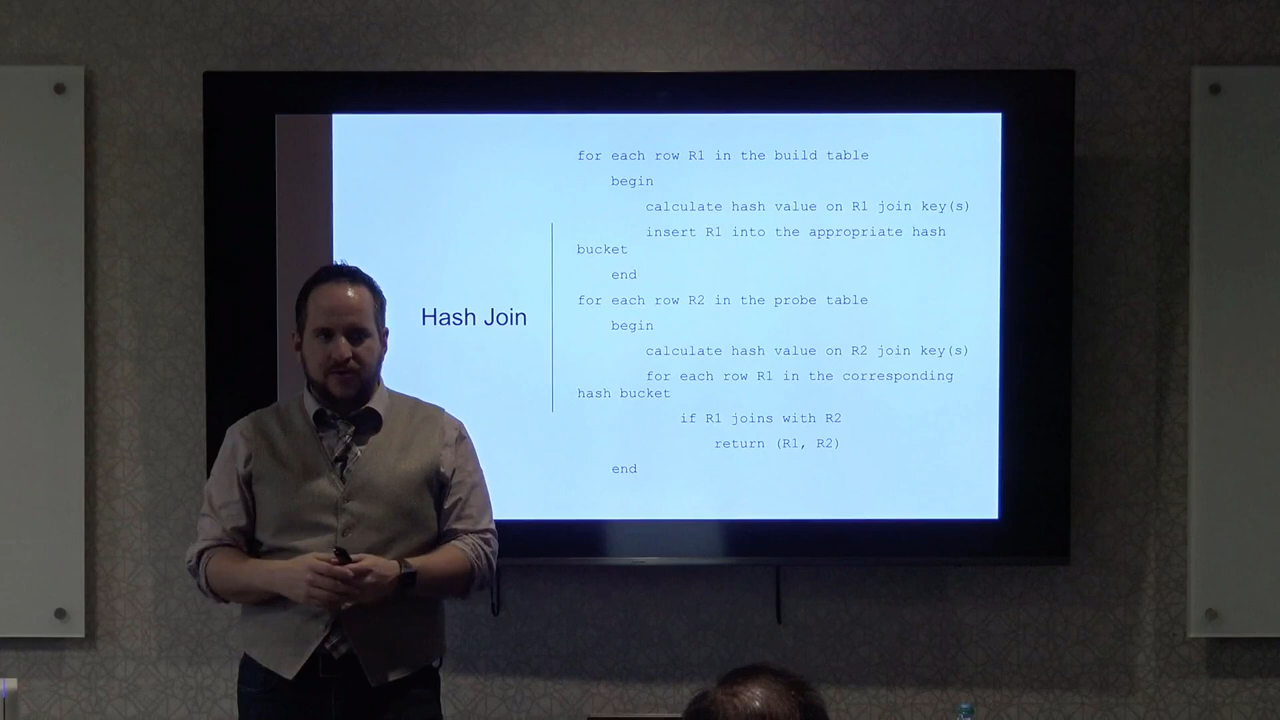 for each row R1 in the build table
begin
calculate hash value on R1 join key(s)
insert R1 into the appropriate hash
bucket
end
Hash Join
for each row R2 in the probe table
begin
calculate hash value on R2 join key(s)
for each row R1 in the corresponding
hash bucket
if R1 joins with R2
return (R1, R2)
end